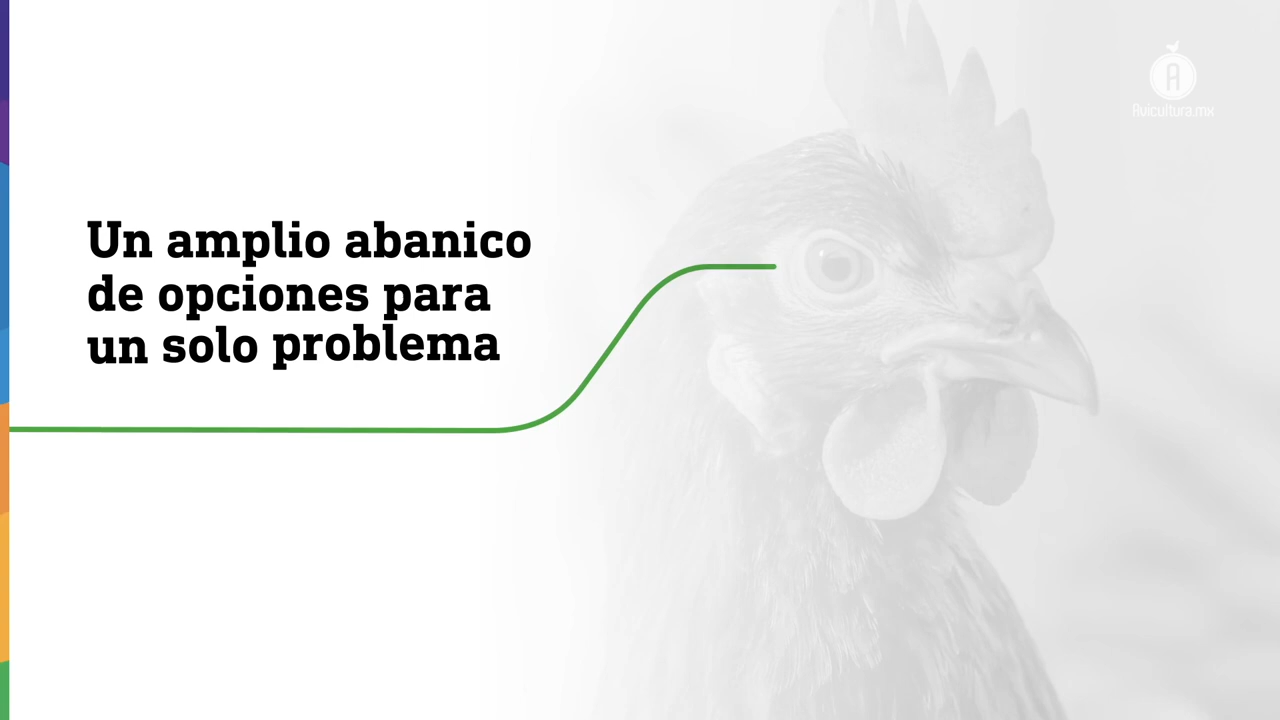 Un amplio abanico
de opciones para
un solo problema
A
Avicultura.mx